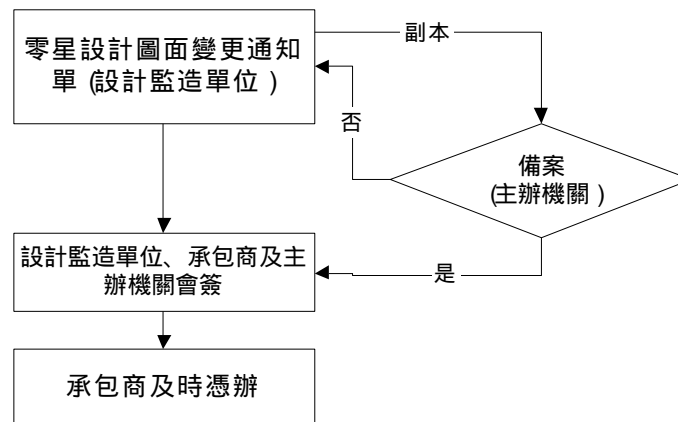 零星設計圖面變更通知
單 (設計監造單位 )
副本
否
備案
(主辦機關 )
設計監造單位、承包商及主
辦機關會簽
是
承包商及時憑辦